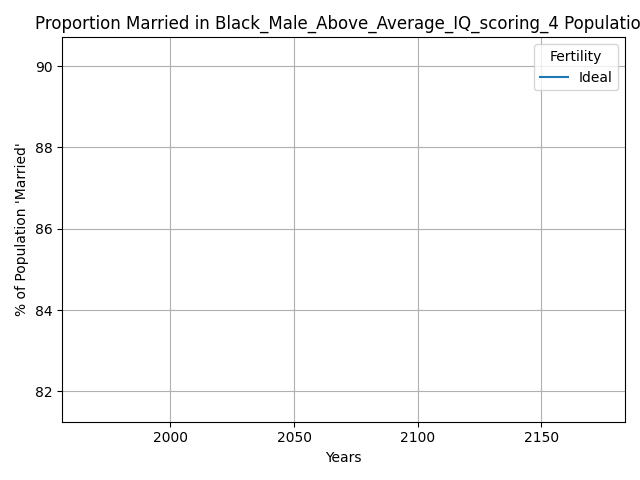 Proportion Married in Black_Male_Above_Average_IQ_scoring_4 Populatio
Fertility
Ideal
90
88
86
84
82
% of Population 'Married'
2000 2050 2100 2150
Years